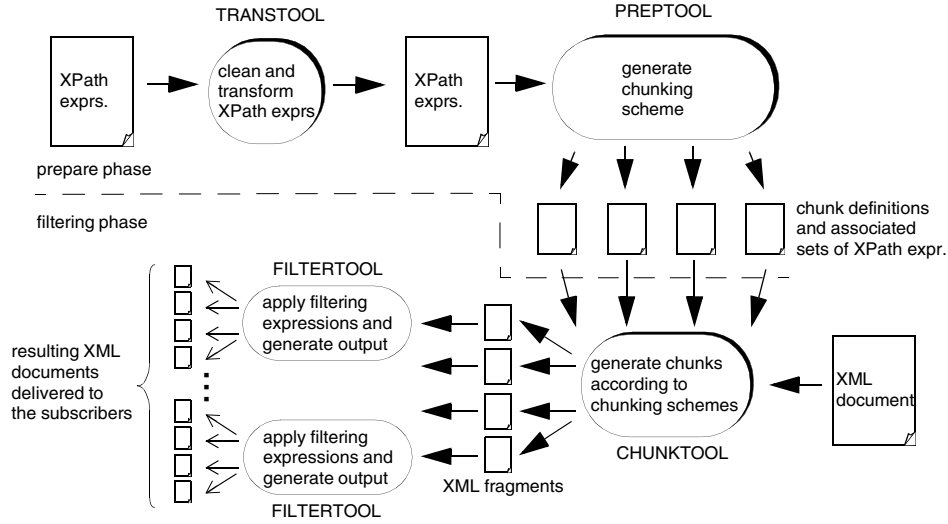 TRANSTOOL
PREPTOOL
XPath
exprs.
clean and
transform
XPath exprs
XPath
exprs.
generate
chunking
scheme
prepare phase
filtering phase
chunk definitions
and associated
sets of XPath expr.
FILTERTOOL
apply filtering
expressions and
generate output
resulting XML
documents
delivered to
the subscribers
generate chunks
according to
chunking schemes
XML
document
CHUNKTOOL
apply filtering
expressions and
generate output
XML fragments
FILTERTOOL